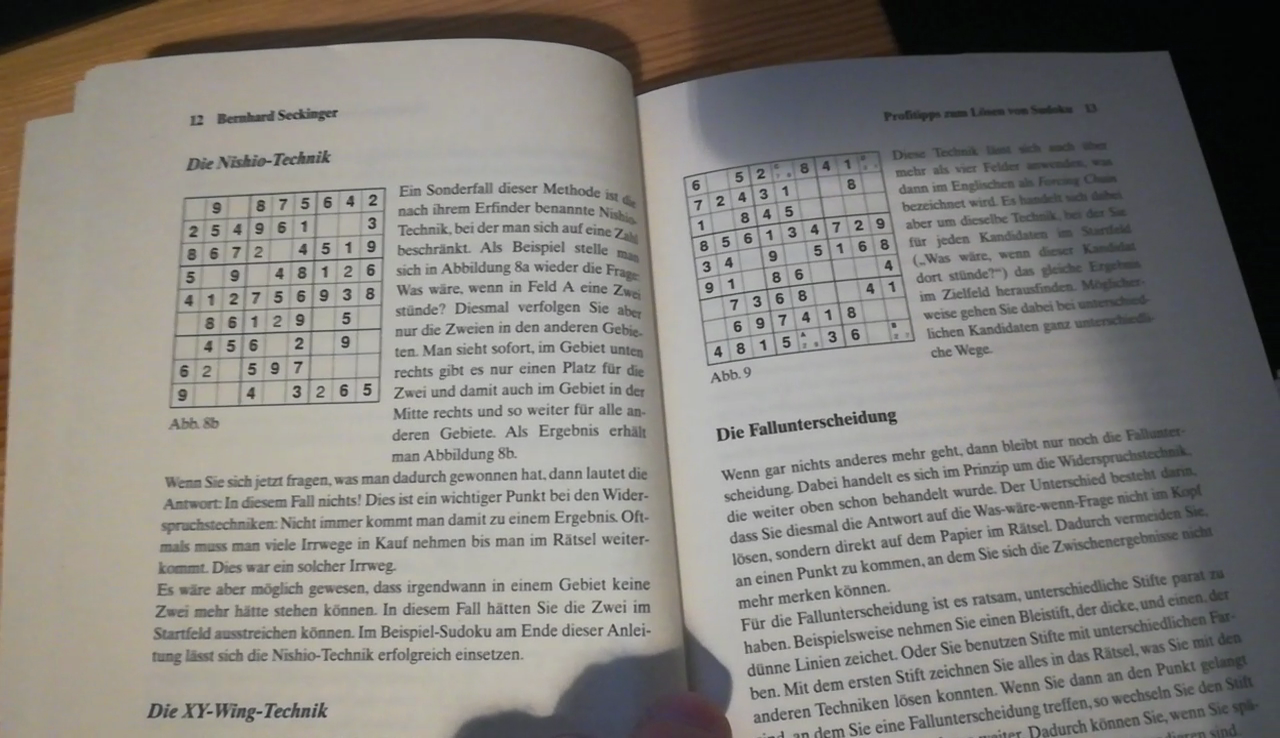 12 Bernhard Seckinger
Die Nishio-Technik
9 8 7 5 6 4 2
2 5 4 9 6 1 3
8 6 7 2 4 5 1 9
5 9 4 8 1 2 6
4 1 2 7 5 6 9 3 8
8 6 1 2 9 5
4 5 6 2 9
6 2 5 9 7
9 4 3 2 6 5
Abb. 8b
Ein Sonderfall dieser Methode ist die
nach ihrem Erfinder benannte Nishio-
Technik, bei der man sich auf eine Zahl
beschränkt. Als Beispiel stelle man
sich in Abbildung 8a wieder die Frage:
Was wäre, wenn in Feld A eine Zwei
stünde? Diesmal verfolgen Sie aber
nur die Zweien in den anderen Gebie-
ten. Man sieht sofort, im Gebiet unten
rechts gibt es nur einen Platz für die
Zwei und damit auch im Gebiet in der
Mitte rechts und so weiter für alle an-
deren Gebiete. Als Ergebnis erhält
man Abbildung 8b.
Wenn Sie sich jetzt fragen, was man dadurch gewonnen hat, dann lautet die
Antwort: In diesem Fall nichts! Dies ist ein wichtiger Punkt bei den Wider-
spruchstechniken: Nicht immer kommt man damit zu einem Ergebnis. Oft-
mals muss man viele Irrwege in Kauf nehmen bis man im Rätsel weiter-
kommt. Dies war ein solcher Irrweg.
Es wäre aber möglich gewesen, dass irgendwann in einem Gebiet keine
Zwei mehr hätte stehen können. In diesem Fall hätten Sie die Zwei im
Startfeld ausstreichen können. Im Beispiel-Sudoku am Ende dieser Anlei-
tung lässt sich die Nishio-Technik erfolgreich einsetzen.
Die XY-Wing-Technik
Profitipps zum Lösen von Sudoku 13
6 5 2 8 4 1
7 2 4 3 1 8
1 8 4 5
8 5 6 1 3 4 7 2 9
3 4 9 5 1 6 8
9 1 8 6 4
7 3 6 8 4 1
6 9 7 4 1 8
4 8 1 5 A 3 6 B
Abb. 9
Diese Technik lässt sich auch über
mehr als vier Felder anwenden, was
dann im Englischen als Forcing Chain
bezeichnet wird. Es handelt sich dabei
aber um dieselbe Technik, bei der Sie
für jeden Kandidaten im Startfeld
(„Was wäre, wenn dieser Kandidat
dort stünde?“) das gleiche Ergebnis
im Zielfeld herausfinden. Möglicher-
weise gehen Sie dabei bei unterschied-
lichen Kandidaten ganz unterschiedli-
che Wege.
Die Fallunterscheidung
Wenn gar nichts anderes mehr geht, dann bleibt nur noch die Fallunter-
scheidung. Dabei handelt es sich im Prinzip um die Widerspruchstechnik,
die weiter oben schon behandelt wurde. Der Unterschied besteht darin,
dass Sie diesmal die Antwort auf die Was-wäre-wenn-Frage nicht im Kopf
lösen, sondern direkt auf dem Papier im Rätsel. Dadurch vermeiden Sie,
an einen Punkt zu kommen, an dem Sie sich die Zwischenergebnisse nicht
mehr merken können.
Für die Fallunterscheidung ist es ratsam, unterschiedliche Stifte parat zu
haben. Beispielsweise nehmen Sie einen Bleistift, der dicke, und einen, der
dünne Linien zeichet. Oder Sie benutzen Stifte mit unterschiedlichen Far-
ben. Mit dem ersten Stift zeichnen Sie alles in das Rätsel, was Sie mit den
anderen Techniken lösen konnten. Wenn Sie dann an den Punkt gelangt
an dem Sie eine Fallunterscheidung treffen, so wechseln Sie den Stift
weiter. Dadurch können Sie, wenn Sie spä-